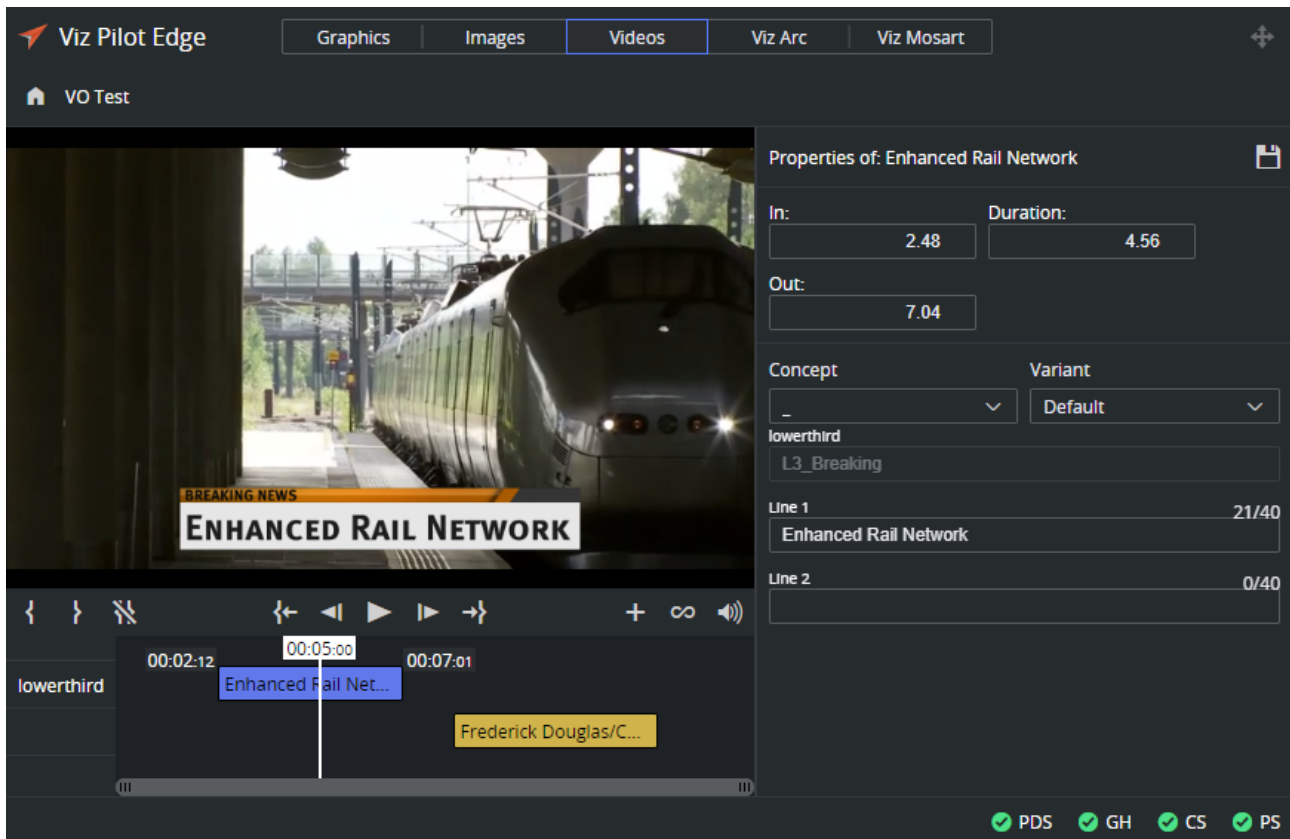 Viz Pilot Edge
Graphics
Images
Videos
Viz Arc
Viz Mosart
VO Test
BREAKING NEWS
ENHANCED RAIL NETWORK
Properties of: Enhanced Rail Network
In:
Duration:
2.48
4.56
Out:
7.04
Concept
Variant
_
Default
lowerthird
L3_Breaking
Line 1
21/40
Enhanced Rail Network
Line 2
0/40
00:02:12
00:05:00
00:07:01
lowerthird
Enhanced Rail Net...
Frederick Douglas/C...
PDS
GH
CS
PS